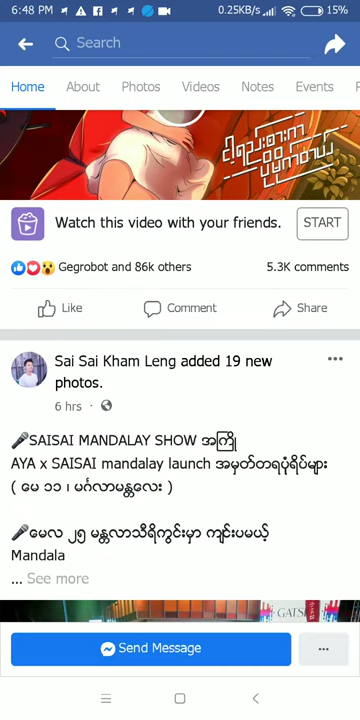 6:48 PM
0.25KB/s
15%
Search
Home About Photos Videos Notes Events
Watch this video with your friends. START
Gegrobot and 86k others 5.3K comments
Like Comment Share
Sai Sai Kham Leng added 19 new
photos.
6 hrs
🎤SAISAI MANDALAY SHOW အကြို
AYA x SAISAI mandalay launch အမှတ်တရပုံရိပ်များ
( မေ ၁၁ ၊ မင်္ဂလာမန္တလေး )
🎤မေလ ၂၅ မန္တလာသီရိကွင်းမှာ ကျင်းပမယ့်
Mandala
... See more
GATS
Send Message